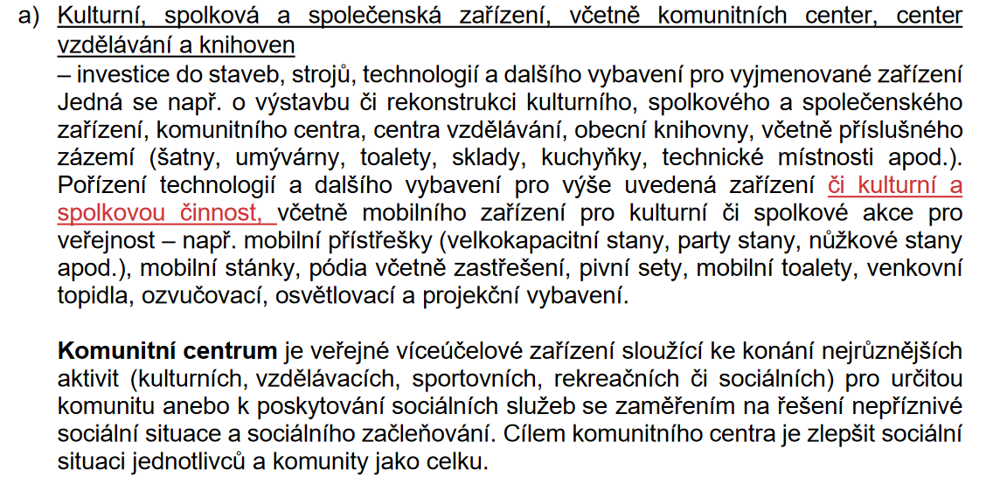 a) Kulturní, spolková a společenská zařízení, včetně komunitních center, center
vzdělávání a knihoven
– investice do staveb, strojů, technologií a dalšího vybavení pro vyjmenované zařízení
Jedná se např. o výstavbu či rekonstrukci kulturního, spolkového a společenského
zařízení, komunitního centra, centra vzdělávání, obecní knihovny, včetně příslušného
zázemí (šatny, umývárny, toalety, sklady, kuchyňky, technické místnosti apod.).
Pořízení technologií a dalšího vybavení pro výše uvedená zařízení či kulturní a
spolkovou činnost, včetně mobilního zařízení pro kulturní či spolkové akce pro
veřejnost – např. mobilní přístřešky (velkokapacitní stany, party stany, nůžkové stany
apod.), mobilní stánky, pódia včetně zastřešení, pivní sety, mobilní toalety, venkovní
topidla, ozvučovací, osvětlovací a projekční vybavení.
Komunitní centrum je veřejné víceúčelové zařízení sloužící ke konání nejrůznějších
aktivit (kulturních, vzdělávacích, sportovních, rekreačních či sociálních) pro určitou
komunitu anebo k poskytování sociálních služeb se zaměřením na řešení nepříznivé
sociální situace a sociálního začleňování. Cílem komunitního centra je zlepšit sociální
situaci jednotlivců a komunity jako celku.